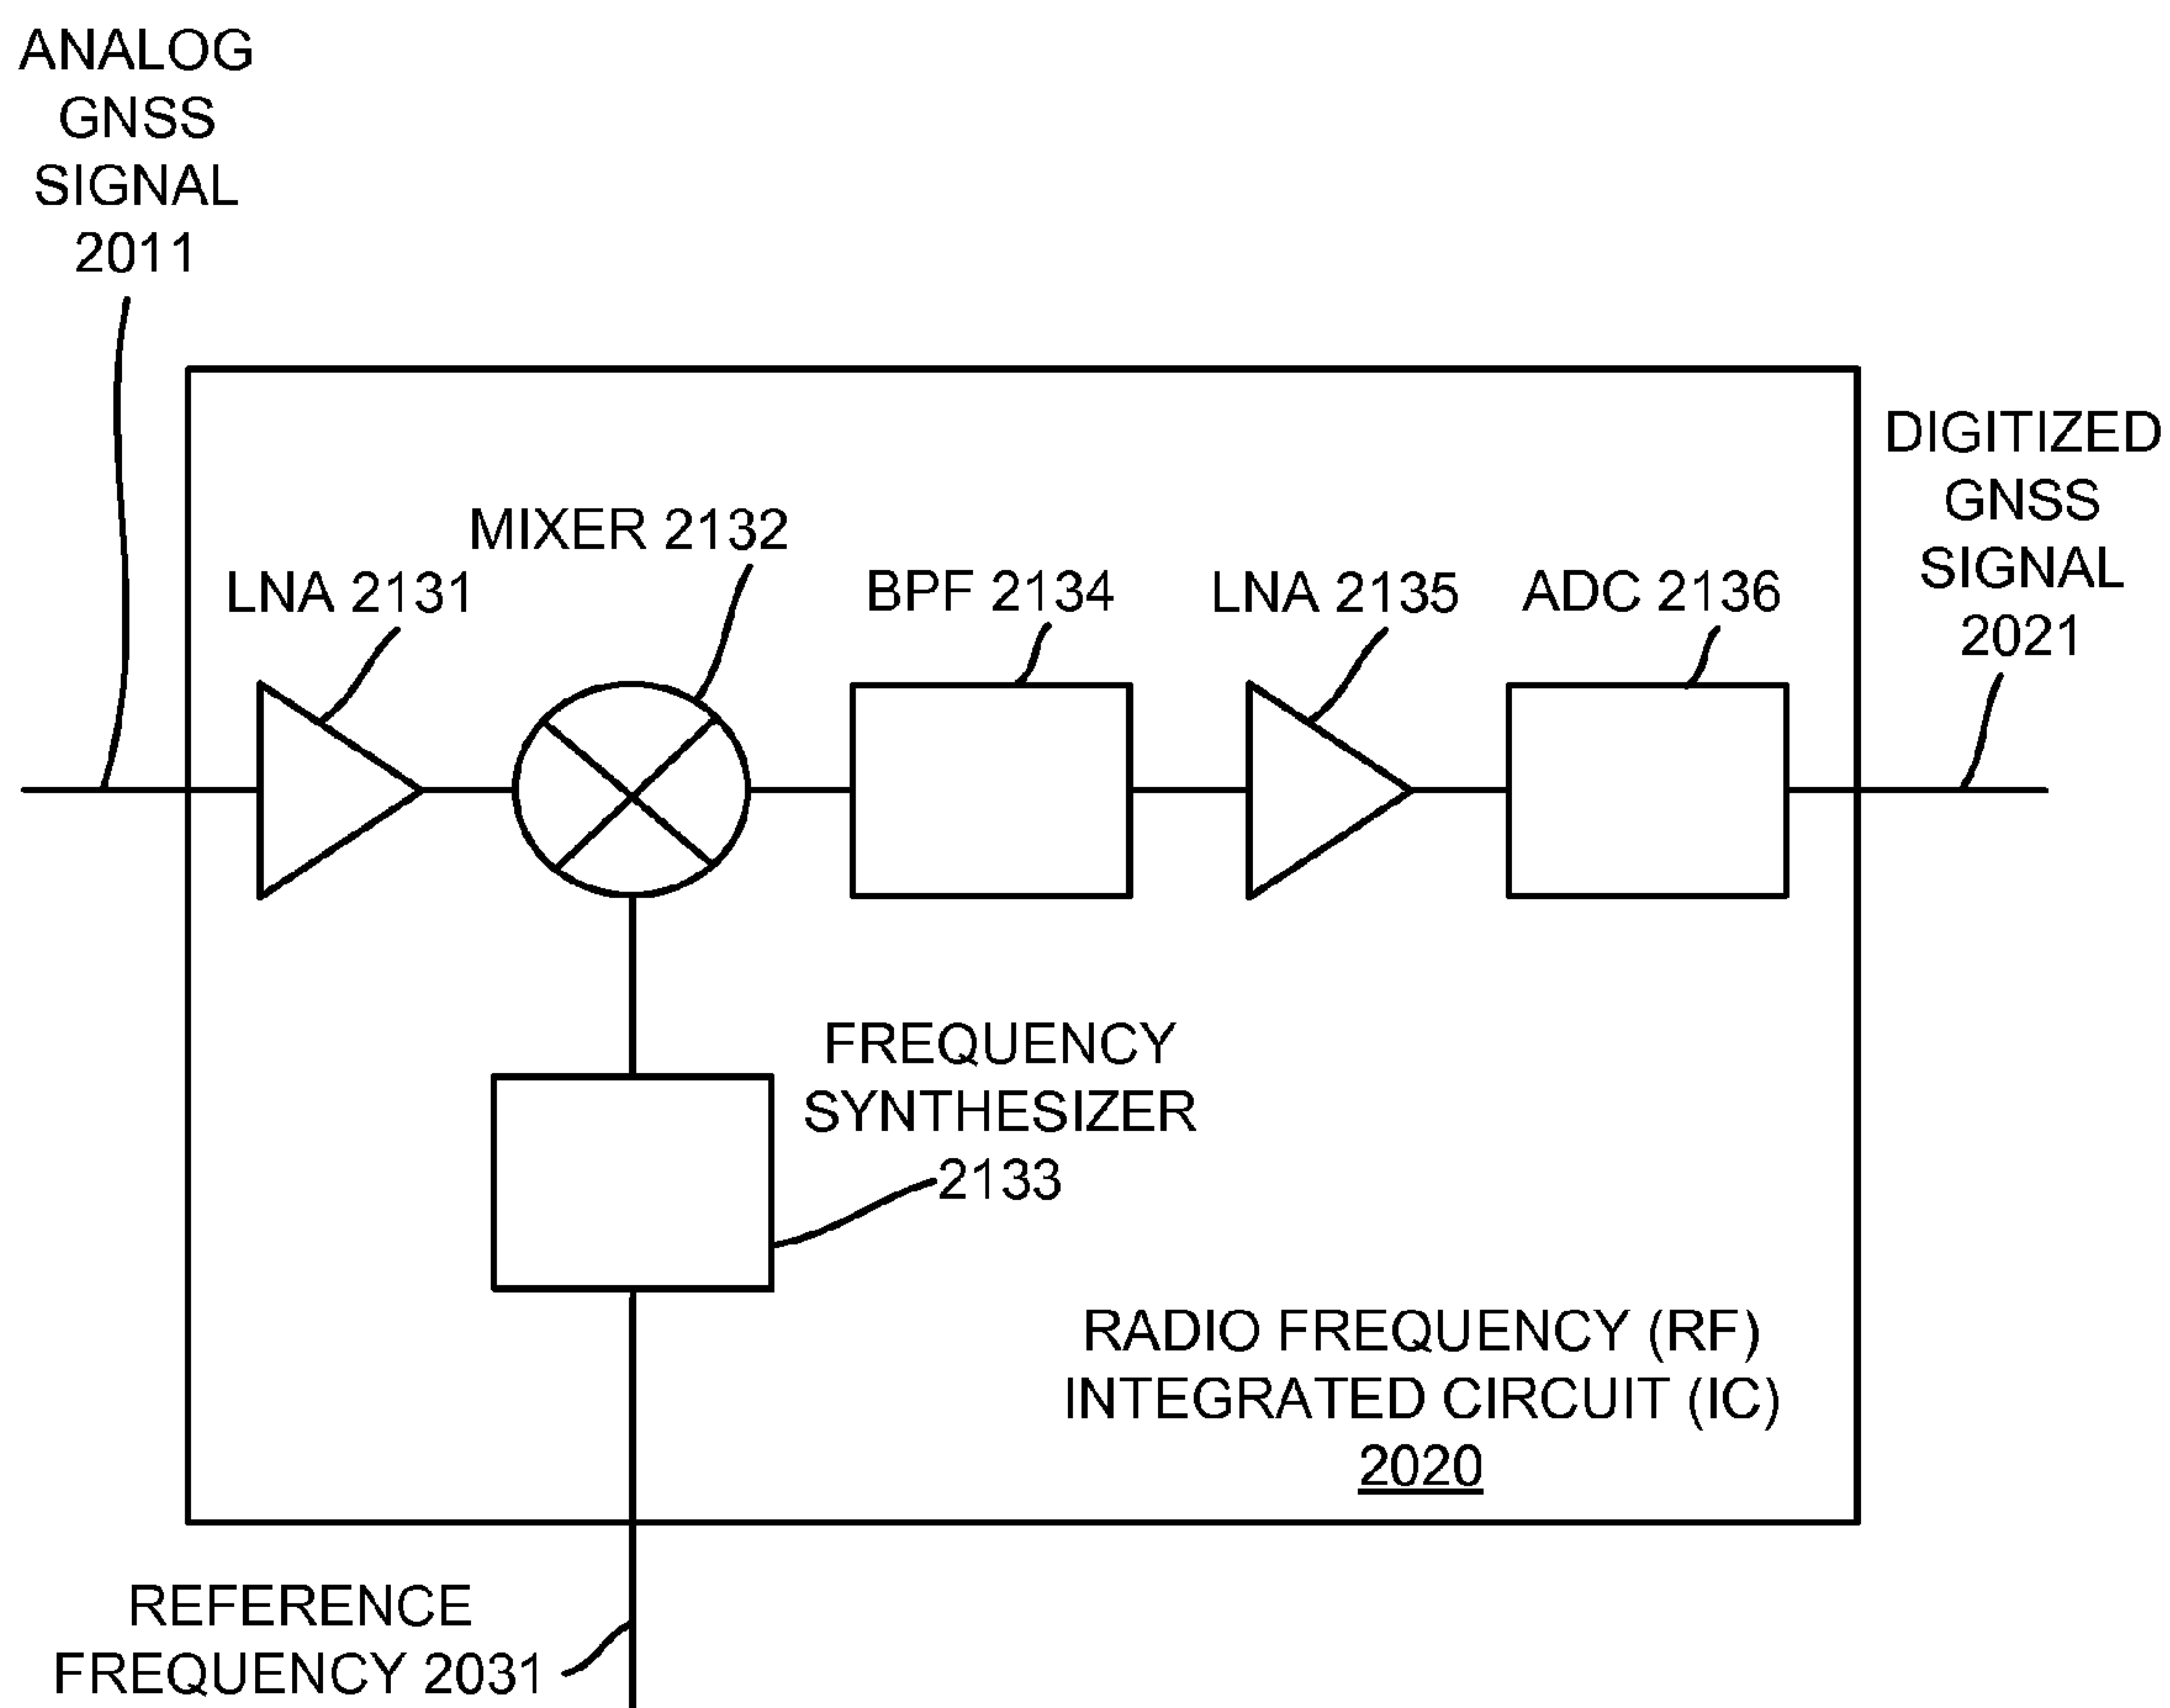 ANALOG
GNSS
SIGNAL
2011
DIGITIZED
GNSS
SIGNAL
2021
MIXER 2132
LNA 2131
BPF 2134
LNA 2135
ADC 2136
FREQUENCY
SYNTHESIZER
2133
RADIO FREQUENCY (RF)
INTEGRATED CIRCUIT (IC)
2020
REFERENCE
FREQUENCY 2031